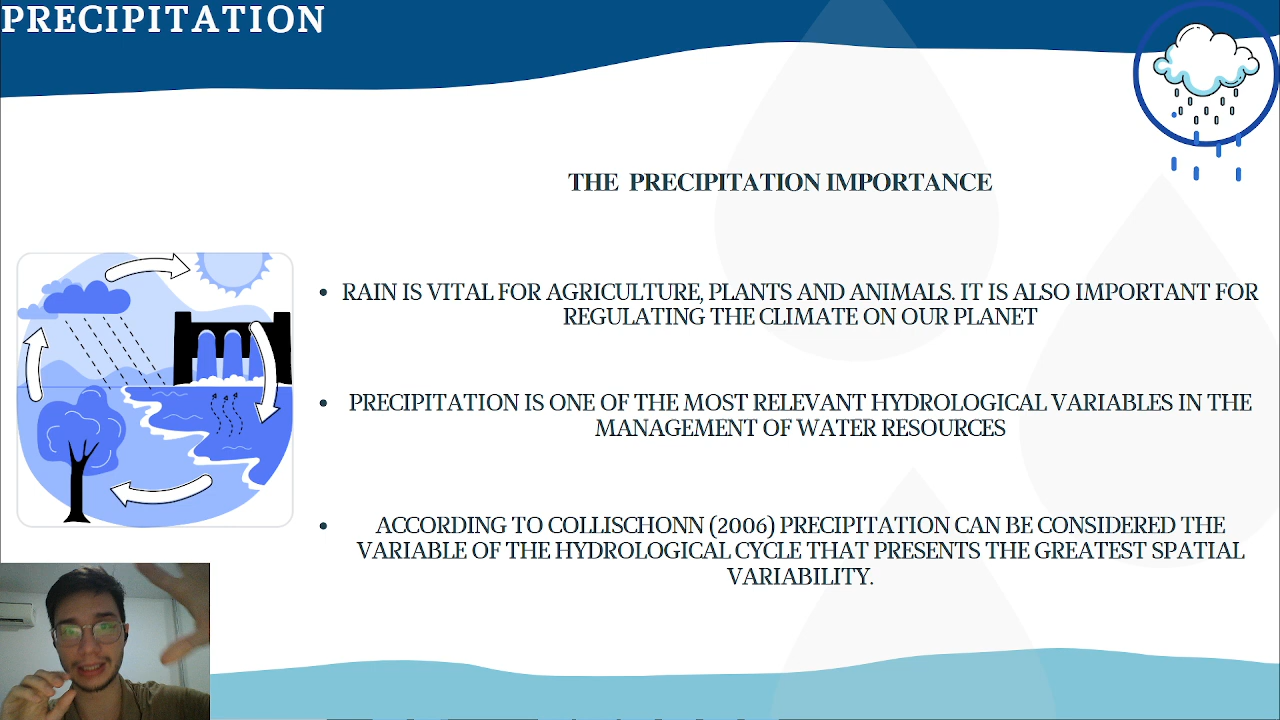 PRECIPITATION
THE PRECIPITATION IMPORTANCE
• RAIN IS VITAL FOR AGRICULTURE, PLANTS AND ANIMALS. IT IS ALSO IMPORTANT FOR
REGULATING THE CLIMATE ON OUR PLANET
• PRECIPITATION IS ONE OF THE MOST RELEVANT HYDROLOGICAL VARIABLES IN THE
MANAGEMENT OF WATER RESOURCES
• ACCORDING TO COLLISCHONN (2006) PRECIPITATION CAN BE CONSIDERED THE
VARIABLE OF THE HYDROLOGICAL CYCLE THAT PRESENTS THE GREATEST SPATIAL
VARIABILITY.